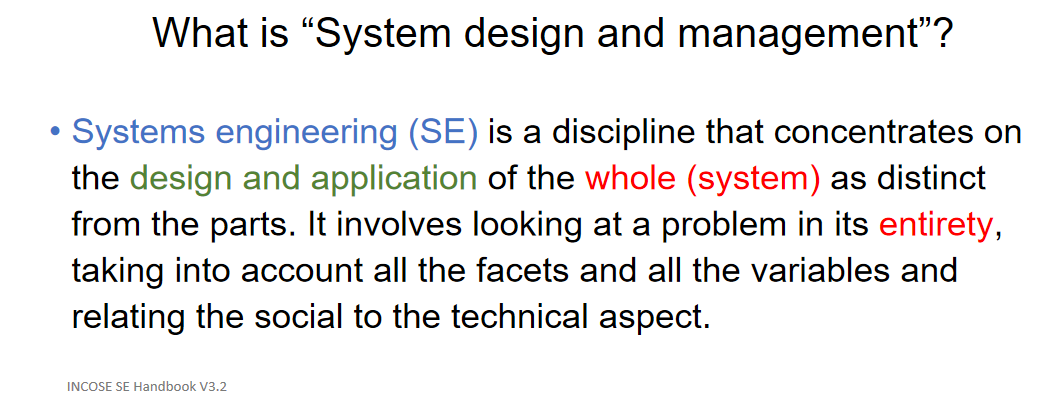 What is “System design and management”?
• Systems engineering (SE) is a discipline that concentrates on
the design and application of the whole (system) as distinct
from the parts. It involves looking at a problem in its entirety,
taking into account all the facets and all the variables and
relating the social to the technical aspect.
INCOSE SE Handbook V3.2